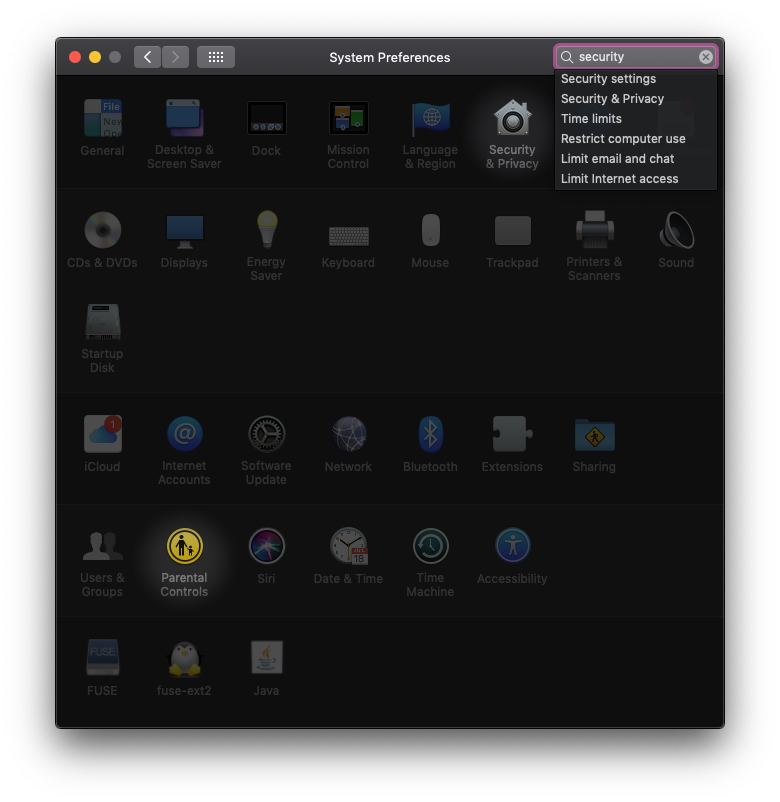 System Preferences
security
Security settings
Security & Privacy
Time limits
Restrict computer use
Limit email and chat
Limit Internet access
File
New
Ope
General
Desktop &
Screen Saver
Dock
Mission
Control
Language
& Region
Security
& Privacy
CDs & DVDs
Displays
Energy
Saver
Keyboard
Mouse
Trackpad
Printers &
Scanners
Sound
Startup
Disk
1
@
iCloud
Internet
Accounts
Software
Update
Network
Bluetooth
Extensions
Sharing
Users &
Groups
Parental
Controls
Siri
18
Date & Time
Time
Machine
Accessibility
FUSE
FUSE
fuse-ext2
Java
Java